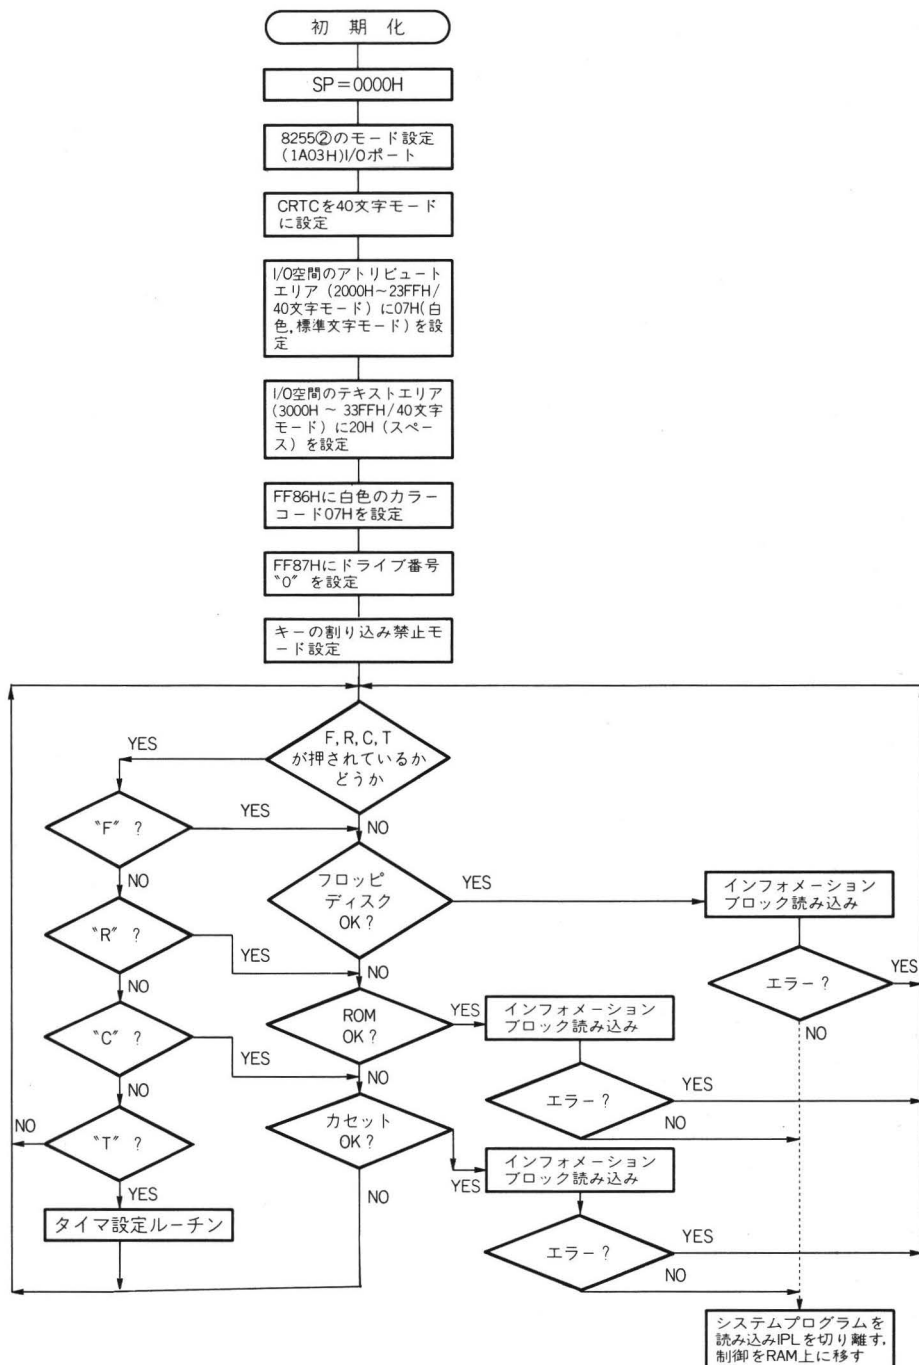 初期化
SP=0000H
8255②のモード設定
(1A03H)I/Oポート
CRTCを40文字モード
に設定
I/O空間のアトリビュート
エリア(2000H~23FFH/
40文字モード)に07H(白
色,標準文字モード)を設
定
I/O空間のテキストエリア
(3000H ~ 33FFH/40文字
モード)に20H(スペー
ス)を設定
FF86Hに白色のカラー
コード07Hを設定
FF87Hにドライブ番号
〝0〟を設定
キーの割り込み禁止モ
ード設定
F,R,C,T
が押されているか
どうか
YES
NO
〝F〟?
YES
NO
フロッピ
ディスク
OK?
YES
NO
インフォメーション
ブロック読み込み
エラー?
YES
NO
〝R〟?
YES
NO
ROM
OK?
YES
NO
インフォメーション
ブロック読み込み
エラー?
YES
NO
〝C〟?
YES
NO
カセット
OK?
YES
NO
インフォメーション
ブロック読み込み
エラー?
YES
NO
〝T〟?
NO
YES
タイマ設定ルーチン
システムプログラムを
読み込みIPLを切り離す,
制御をRAM上に移す